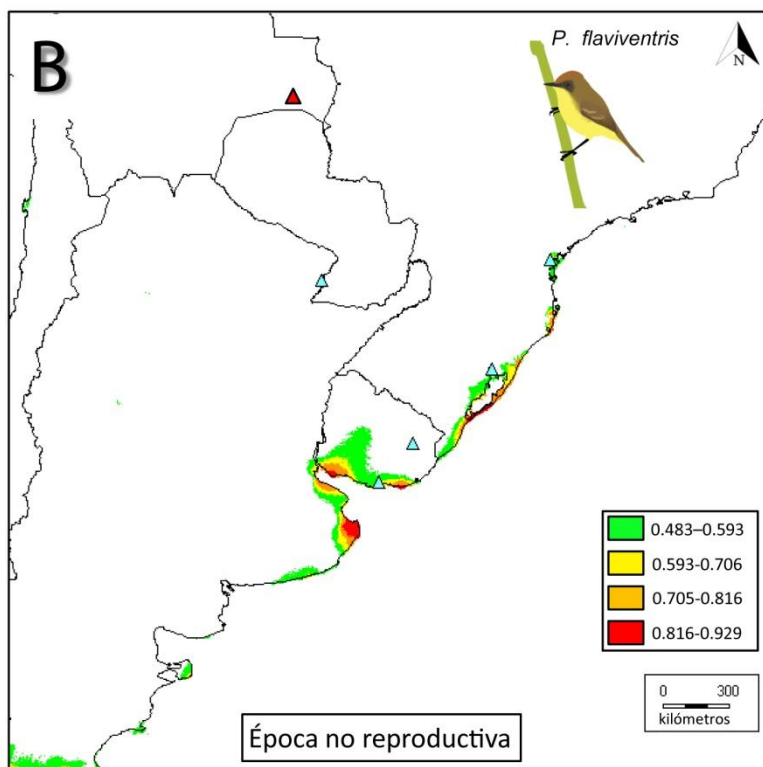 B
P. flaviventris
N
0.483–0.593
0.593-0.706
0.705-0.816
0.816-0.929
0 300
kilómetros
Época no reproductiva